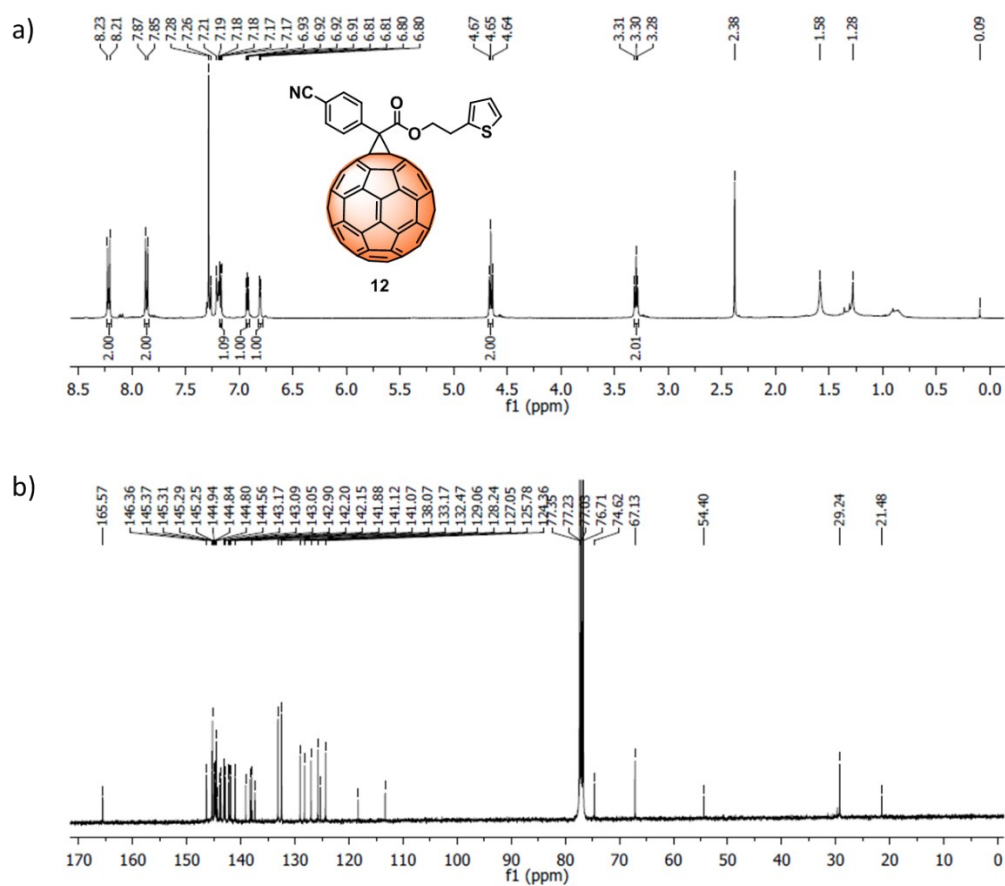 a)
8.23 8.21 7.87 7.85 7.28 7.26 7.21 7.19 7.18 7.18 7.17 7.17 6.93 6.92 6.92 6.91 6.81 6.81 6.80 6.80 4.67 4.65 4.64 3.31 3.30 3.28 2.38 1.58 1.28 0.09
NC
O
O
S
12
2.00 2.00 1.09 1.00 1.00 2.00 2.01
8.5 8.0 7.5 7.0 6.5 6.0 5.5 5.0 4.5 4.0 3.5 3.0 2.5 2.0 1.5 1.0 0.5 0.0
f1 (ppm)
b)
165.57 146.36 145.37 145.31 145.29 145.25 144.94 144.84 144.80 144.56 143.17 143.09 143.05 142.90 142.20 142.15 141.88 141.12 141.07 138.07 133.17 132.47 129.06 128.24 127.05 125.78 124.36 77.35 77.23 77.03 76.71 74.62 67.13 54.40 29.24 21.48
170 160 150 140 130 120 110 100 90 80 70 60 50 40 30 20 10 0
f1 (ppm)